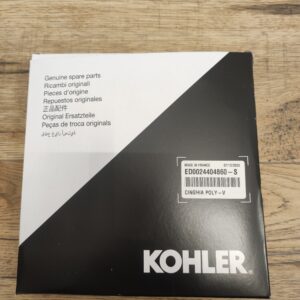 Genuine spare parts
Ricambi originali
Pièces d'origine
Repuestos originales
正品配件
Original Ersatzteile
Peças de troca originais
MADE IN FRANCE
ED0024404860-S
CINGHIA POLY-V
KOHLER